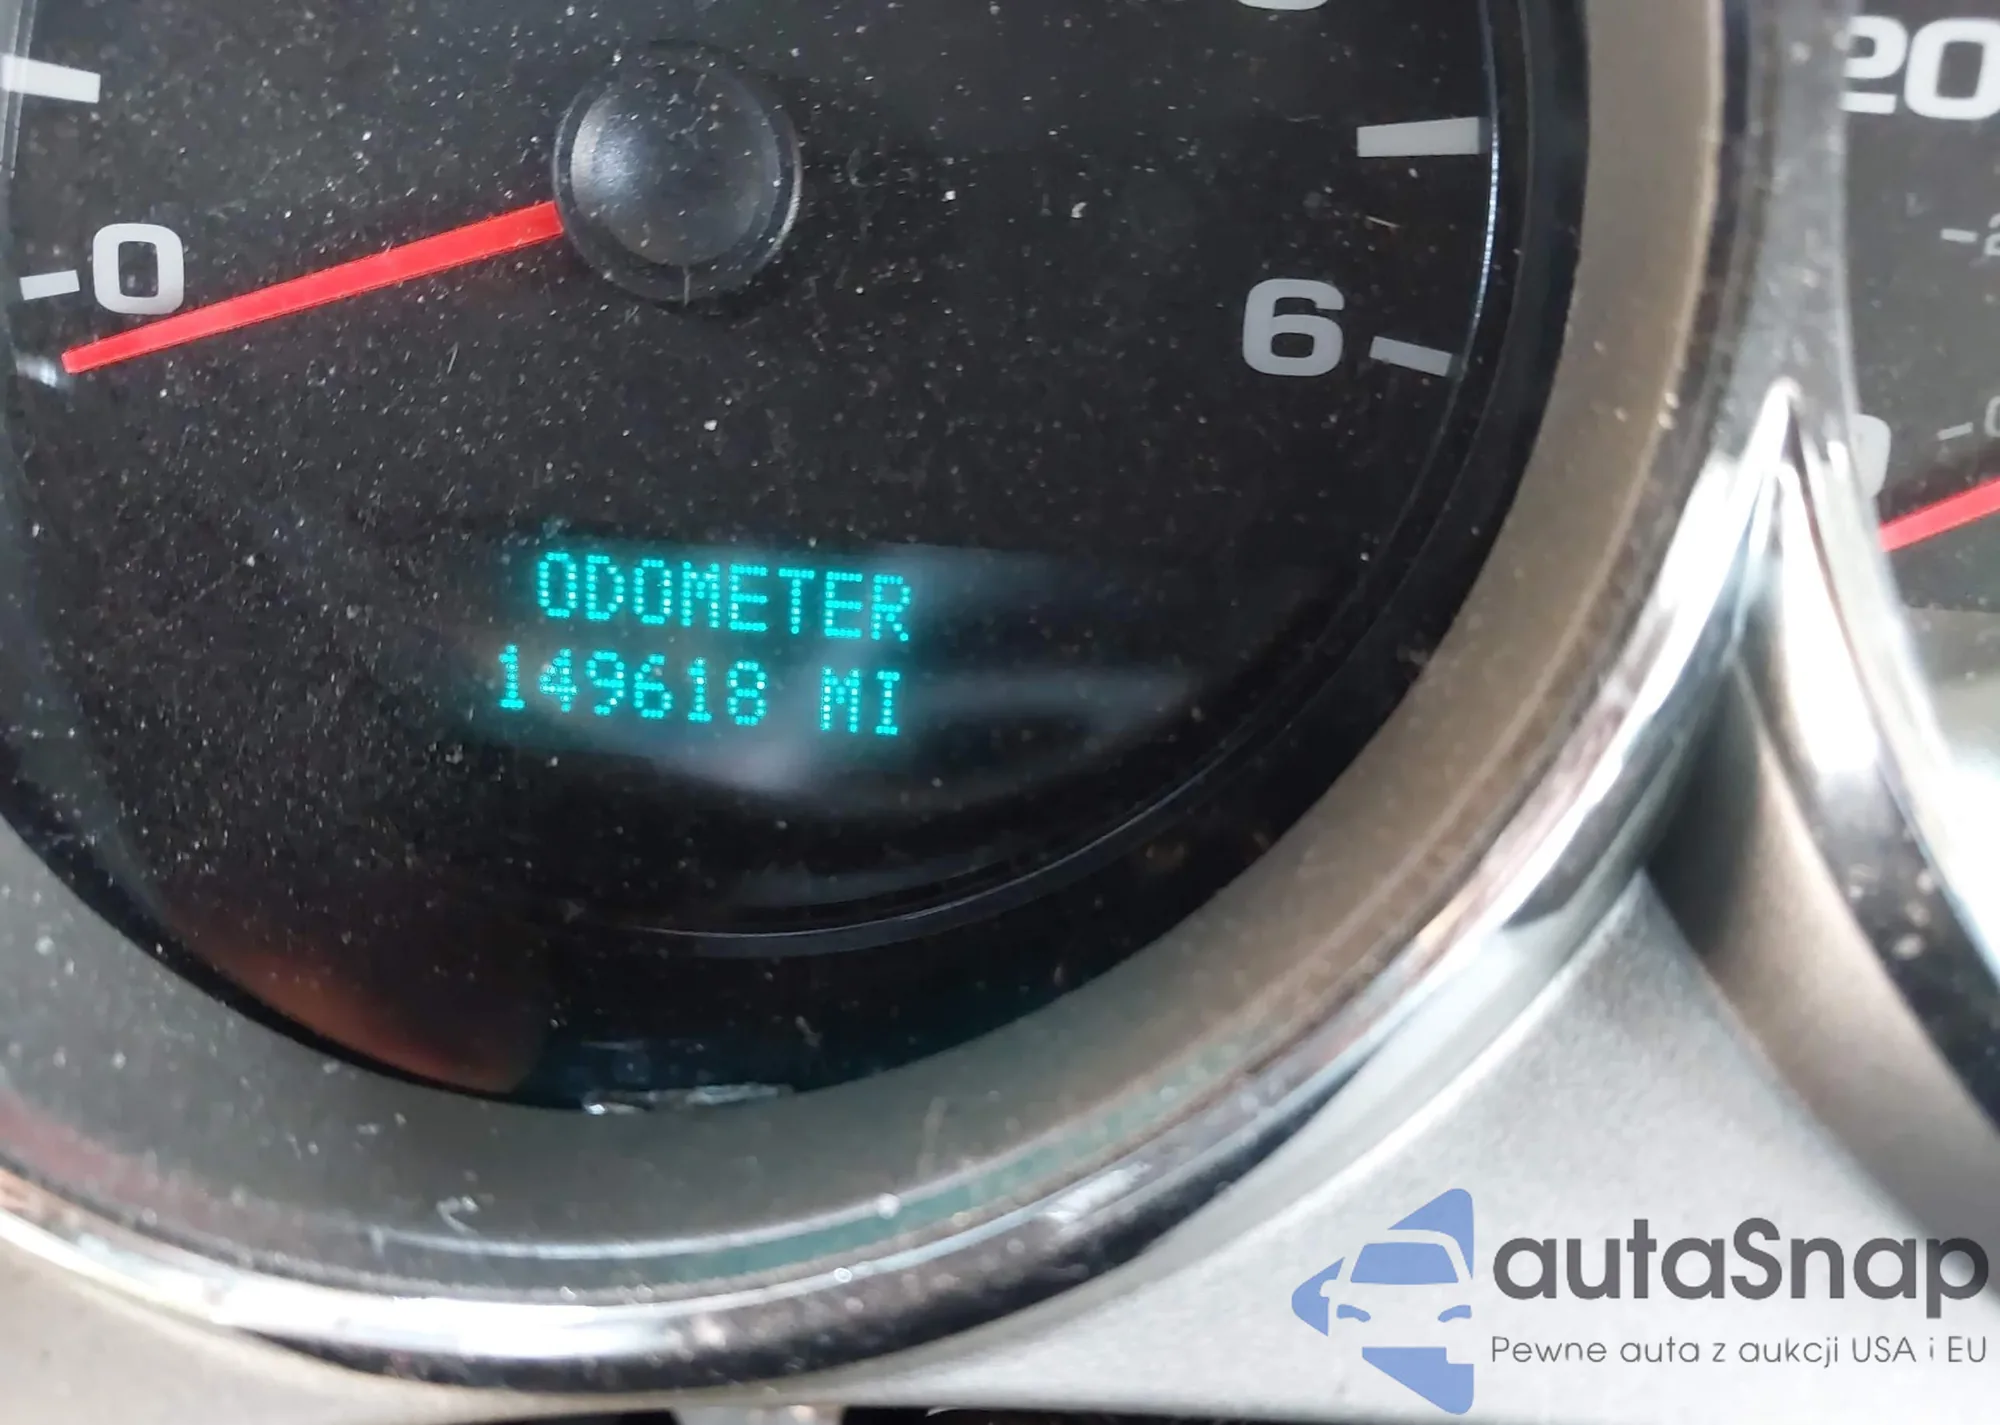 20
0
6
ODOMETER
149618 MI
autaSnap
Pewne auta z aukcji USA i EU